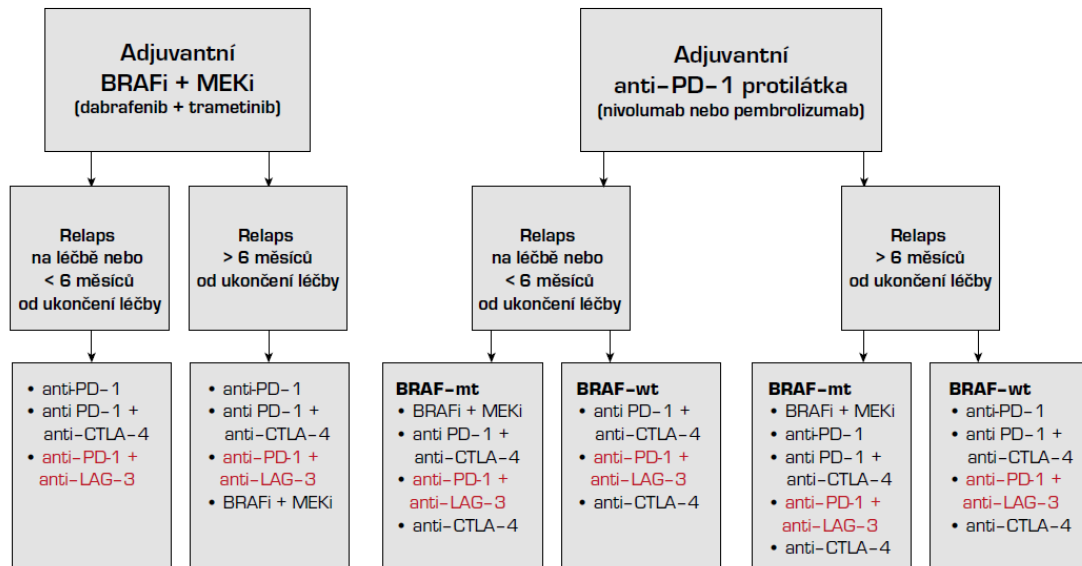 Adjuvantní
BRAFi + MEKi
(dabrafenib + trametinib)
Adjuvantní
anti-PD-1 protilátka
(nivolumab nebo pembrolizumab)
Relaps
na léčbě nebo
< 6 měsíců
od ukončení léčby
Relaps
> 6 měsíců
od ukončení léčby
Relaps
na léčbě nebo
< 6 měsíců
od ukončení léčby
Relaps
> 6 měsíců
od ukončení léčby
• anti-PD-1
• anti PD-1 +
anti-CTLA-4
• anti-PD-1 +
anti-LAG-3
• anti-PD-1
• anti PD-1 +
anti-CTLA-4
• anti-PD-1 +
anti-LAG-3
• BRAFi + MEKi
BRAF-mt
• BRAFi + MEKi
• anti PD-1 +
anti-CTLA-4
• anti-PD-1 +
anti-LAG-3
• anti-CTLA-4
BRAF-wt
• anti PD-1 +
anti-CTLA-4
• anti-PD-1 +
anti-LAG-3
• anti-CTLA-4
BRAF-mt
• BRAFi + MEKi
• anti-PD-1
• anti PD-1 +
anti-CTLA-4
• anti-PD-1 +
anti-LAG-3
• anti-CTLA-4
BRAF-wt
• anti-PD-1
• anti PD-1 +
anti-CTLA-4
• anti-PD-1 +
anti-LAG-3
• anti-CTLA-4